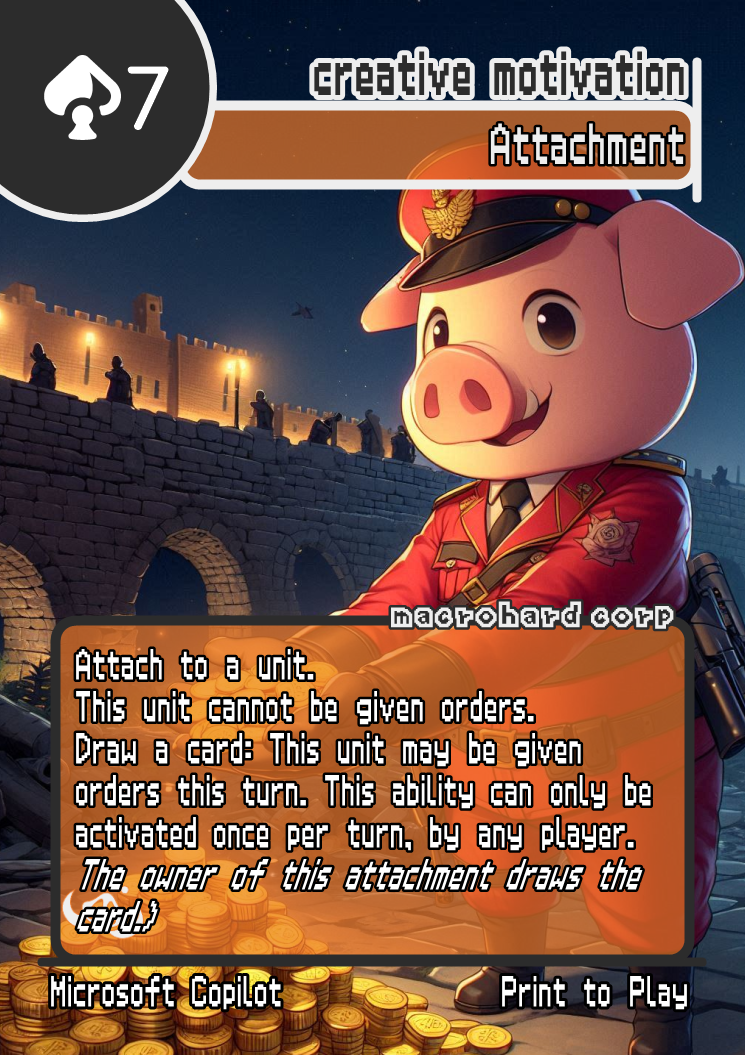 7
creative motivation
Attachment
macrohard corp
Attach to a unit.
This unit cannot be given orders.
Draw a card: This unit may be given
orders this turn. This ability can only be
activated once per turn, by any player.
The owner of this attachment draws the
card.)
Microsoft Copilot
Print to Play